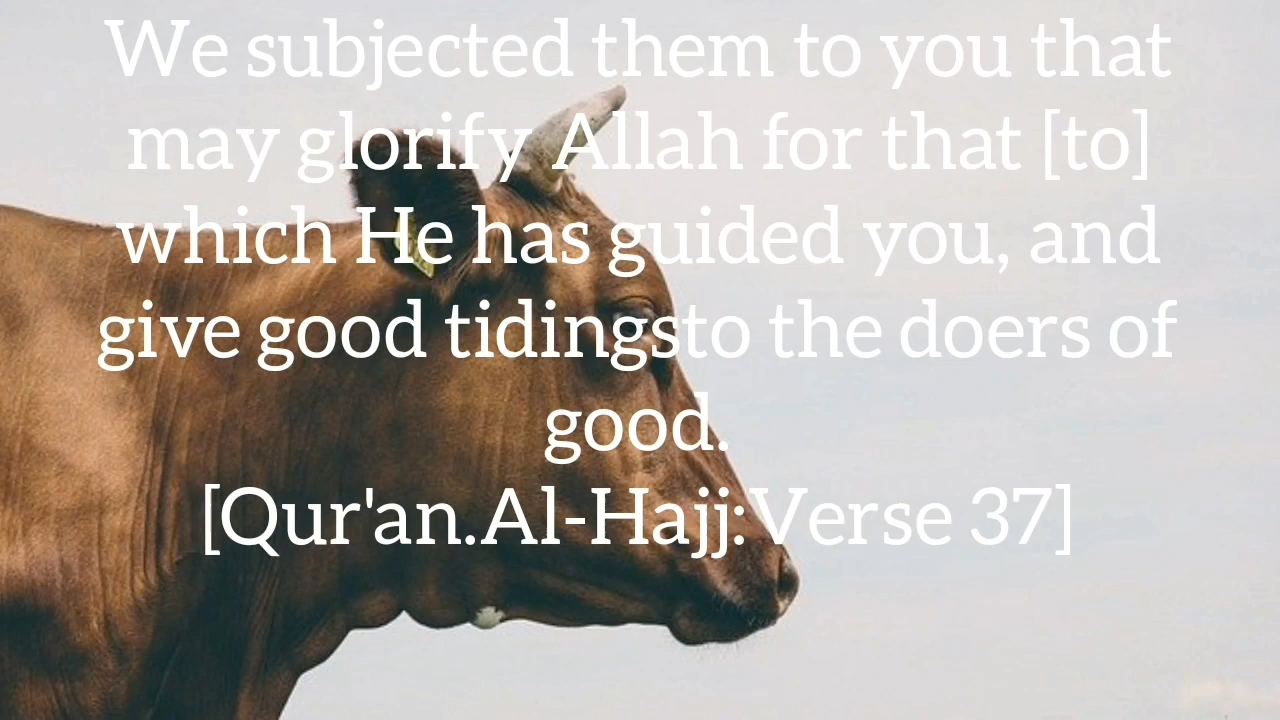 We subjected them to you that
may glorify Allah for that [to]
which He has guided you, and
give good tidingsto the doers of
good.
[Qur'an.Al-Hajj:Verse 37]